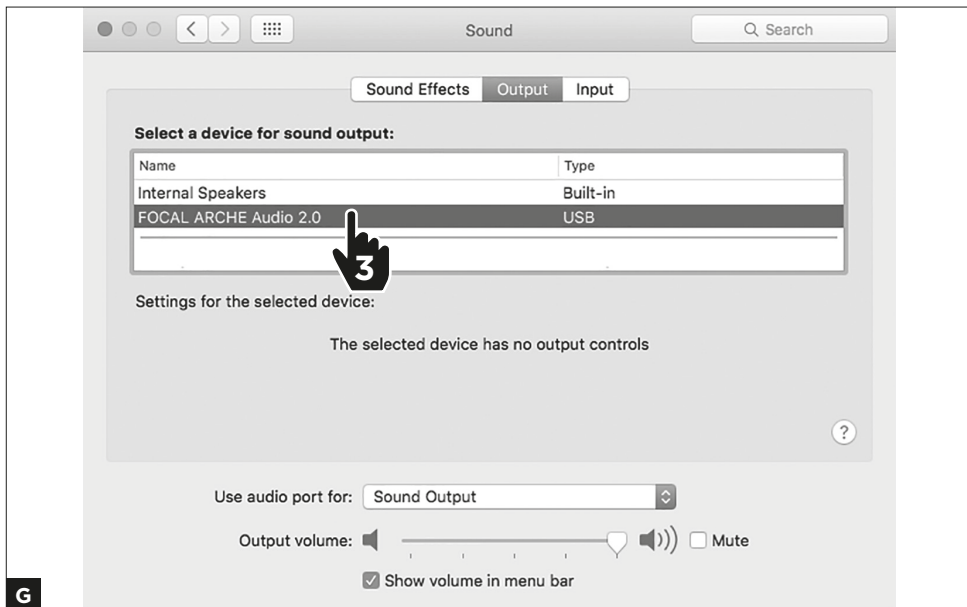 Sound
Search
Sound Effects Output Input
Select a device for sound output:
Name Type
Internal Speakers Built-in
FOCAL ARCHE Audio 2.0 USB
3
Settings for the selected device:
The selected device has no output controls
?
Use audio port for: Sound Output
Output volume: Mute
Show volume in menu bar
G